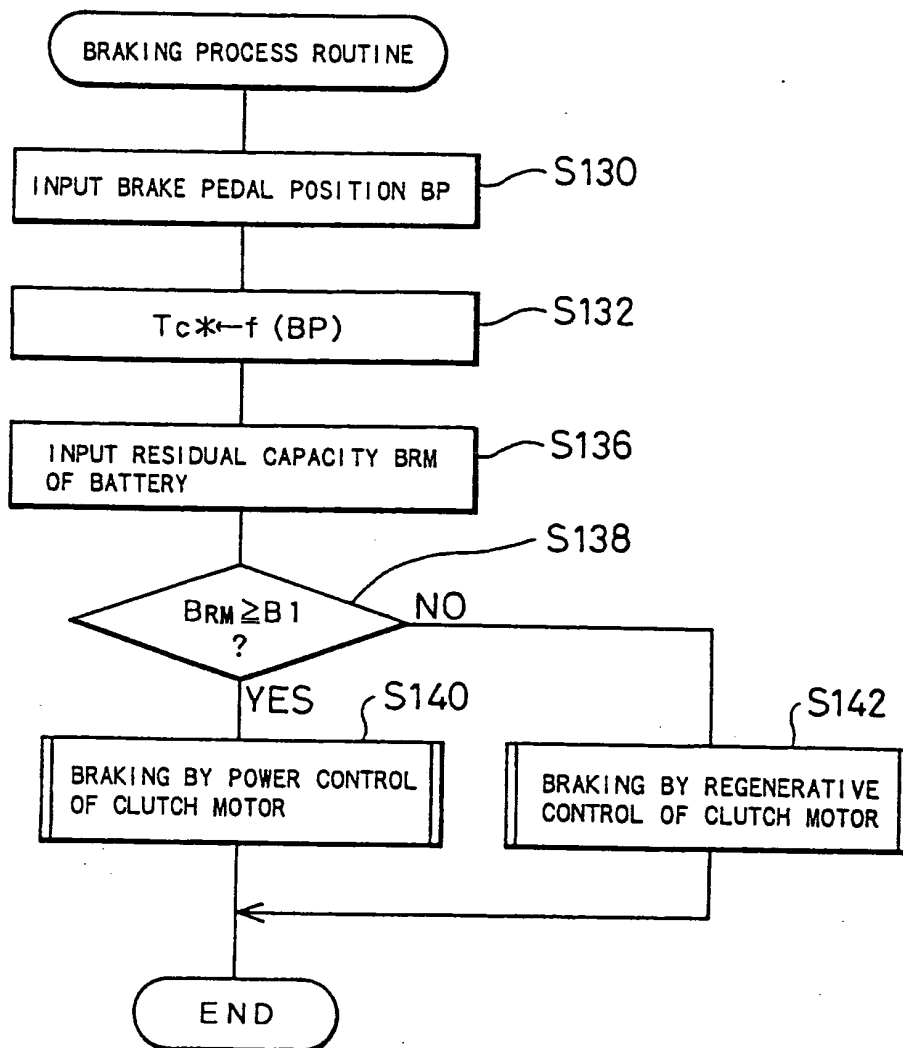 BRAKING PROCESS ROUTINE
INPUT BRAKE PEDAL POSITION BP
S130
Tc*←f (BP)
S132
INPUT RESIDUAL CAPACITY BRM
OF BATTERY
S136
S138
BRM≧B1
?
NO
YES
S140
S142
BRAKING BY POWER CONTROL
OF CLUTCH MOTOR
BRAKING BY REGENERATIVE
CONTROL OF CLUTCH MOTOR
END